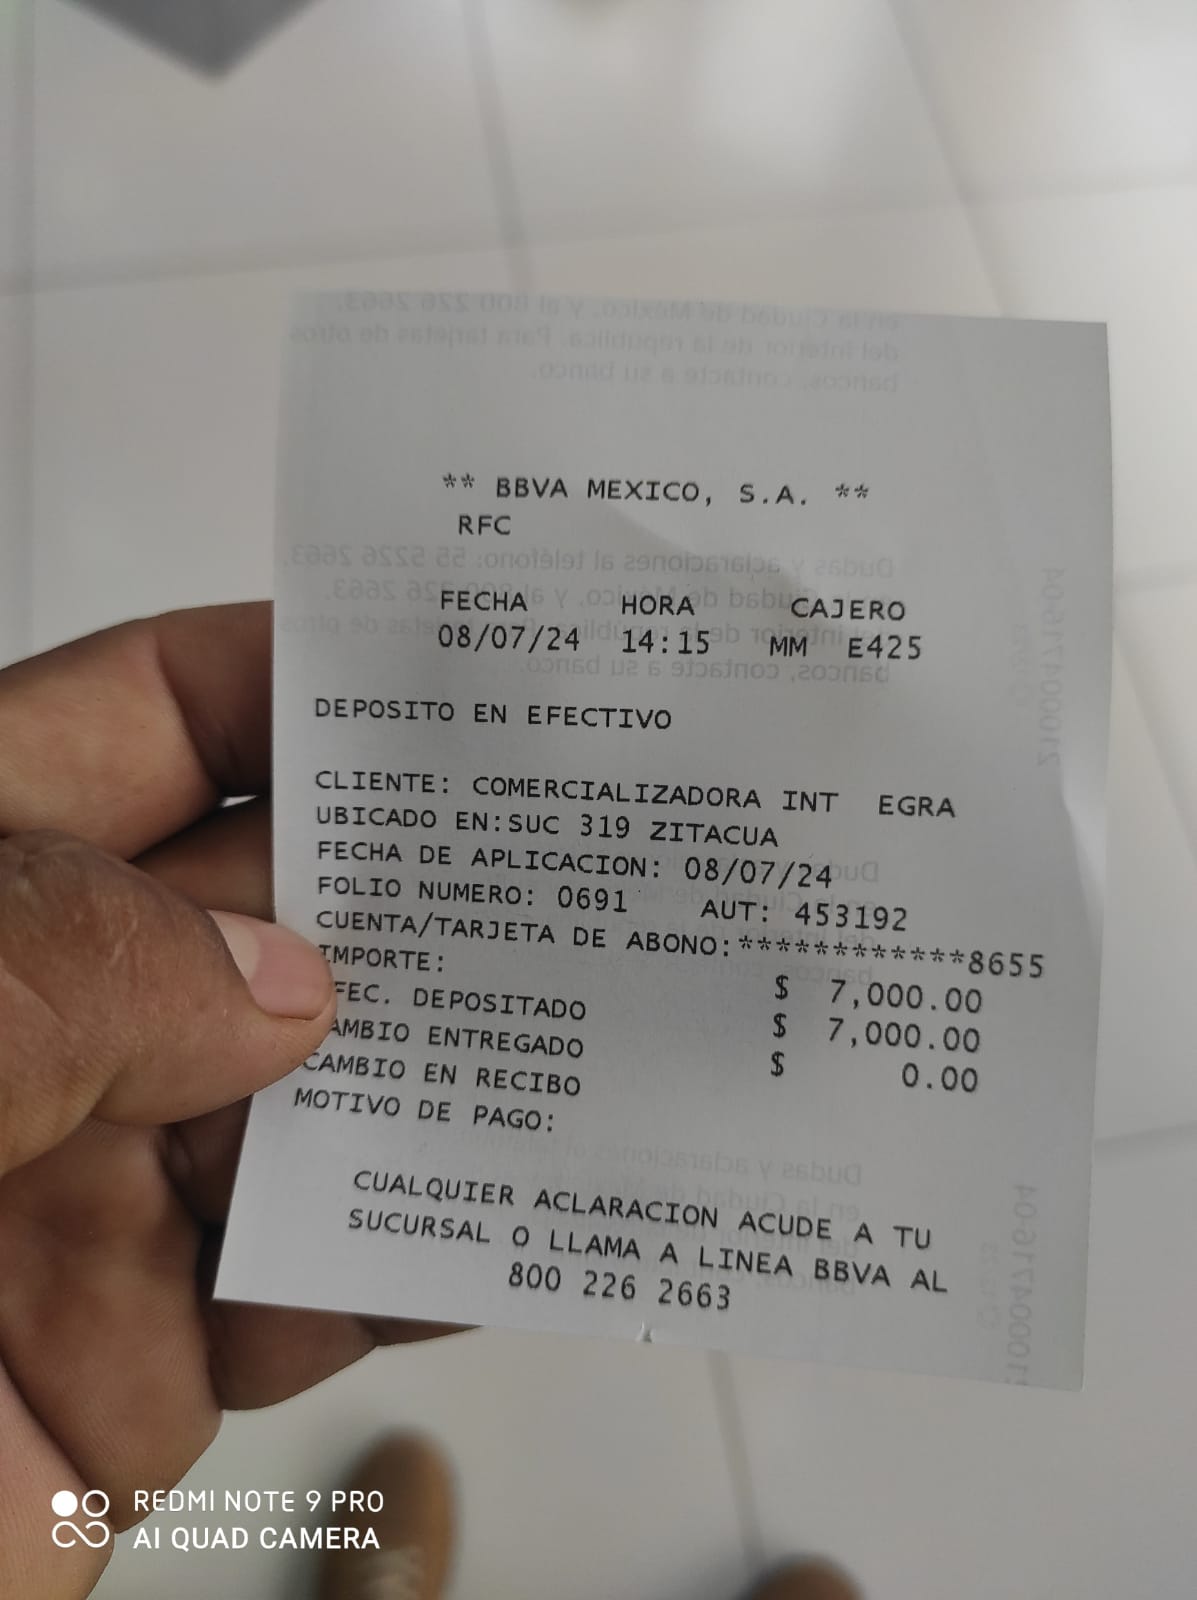 ** BBVA MEXICO, S.A. **
RFC
FECHA HORA CAJERO
08/07/24 14:15 MM E425
DEPOSITO EN EFECTIVO
CLIENTE: COMERCIALIZADORA INT EGRA
UBICADO EN:SUC 319 ZITACUA
FECHA DE APLICACION: 08/07/24
FOLIO NUMERO: 0691 AUT: 453192
CUENTA/TARJETA DE ABONO:************8655
IMPORTE: $ 7,000.00
FEC. DEPOSITADO $ 7,000.00
AMBIO ENTREGADO $ 0.00
CAMBIO EN RECIBO
MOTIVO DE PAGO:
CUALQUIER ACLARACION ACUDE A TU
SUCURSAL O LLAMA A LINEA BBVA AL
800 226 2663
REDMI NOTE 9 PRO
AI QUAD CAMERA